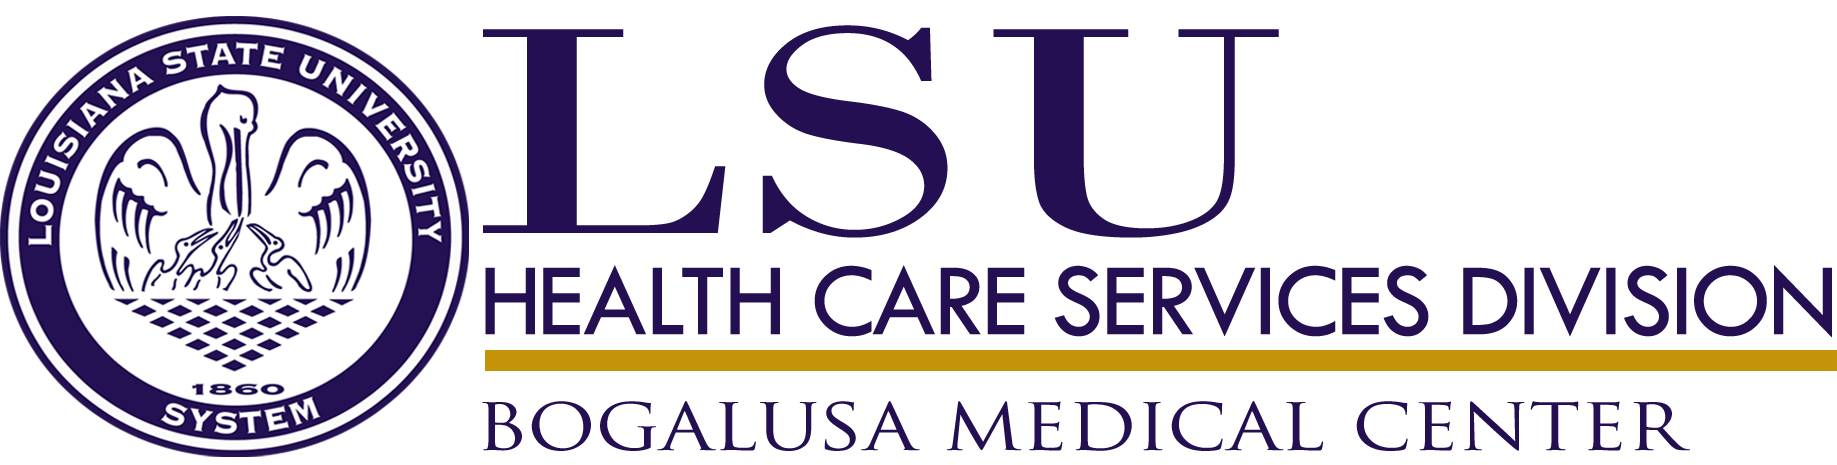 LOUISIANA STATE UNIVERSITY
1860
SYSTEM
LSU
HEALTH CARE SERVICES DIVISION
BOGALUSA MEDICAL CENTER